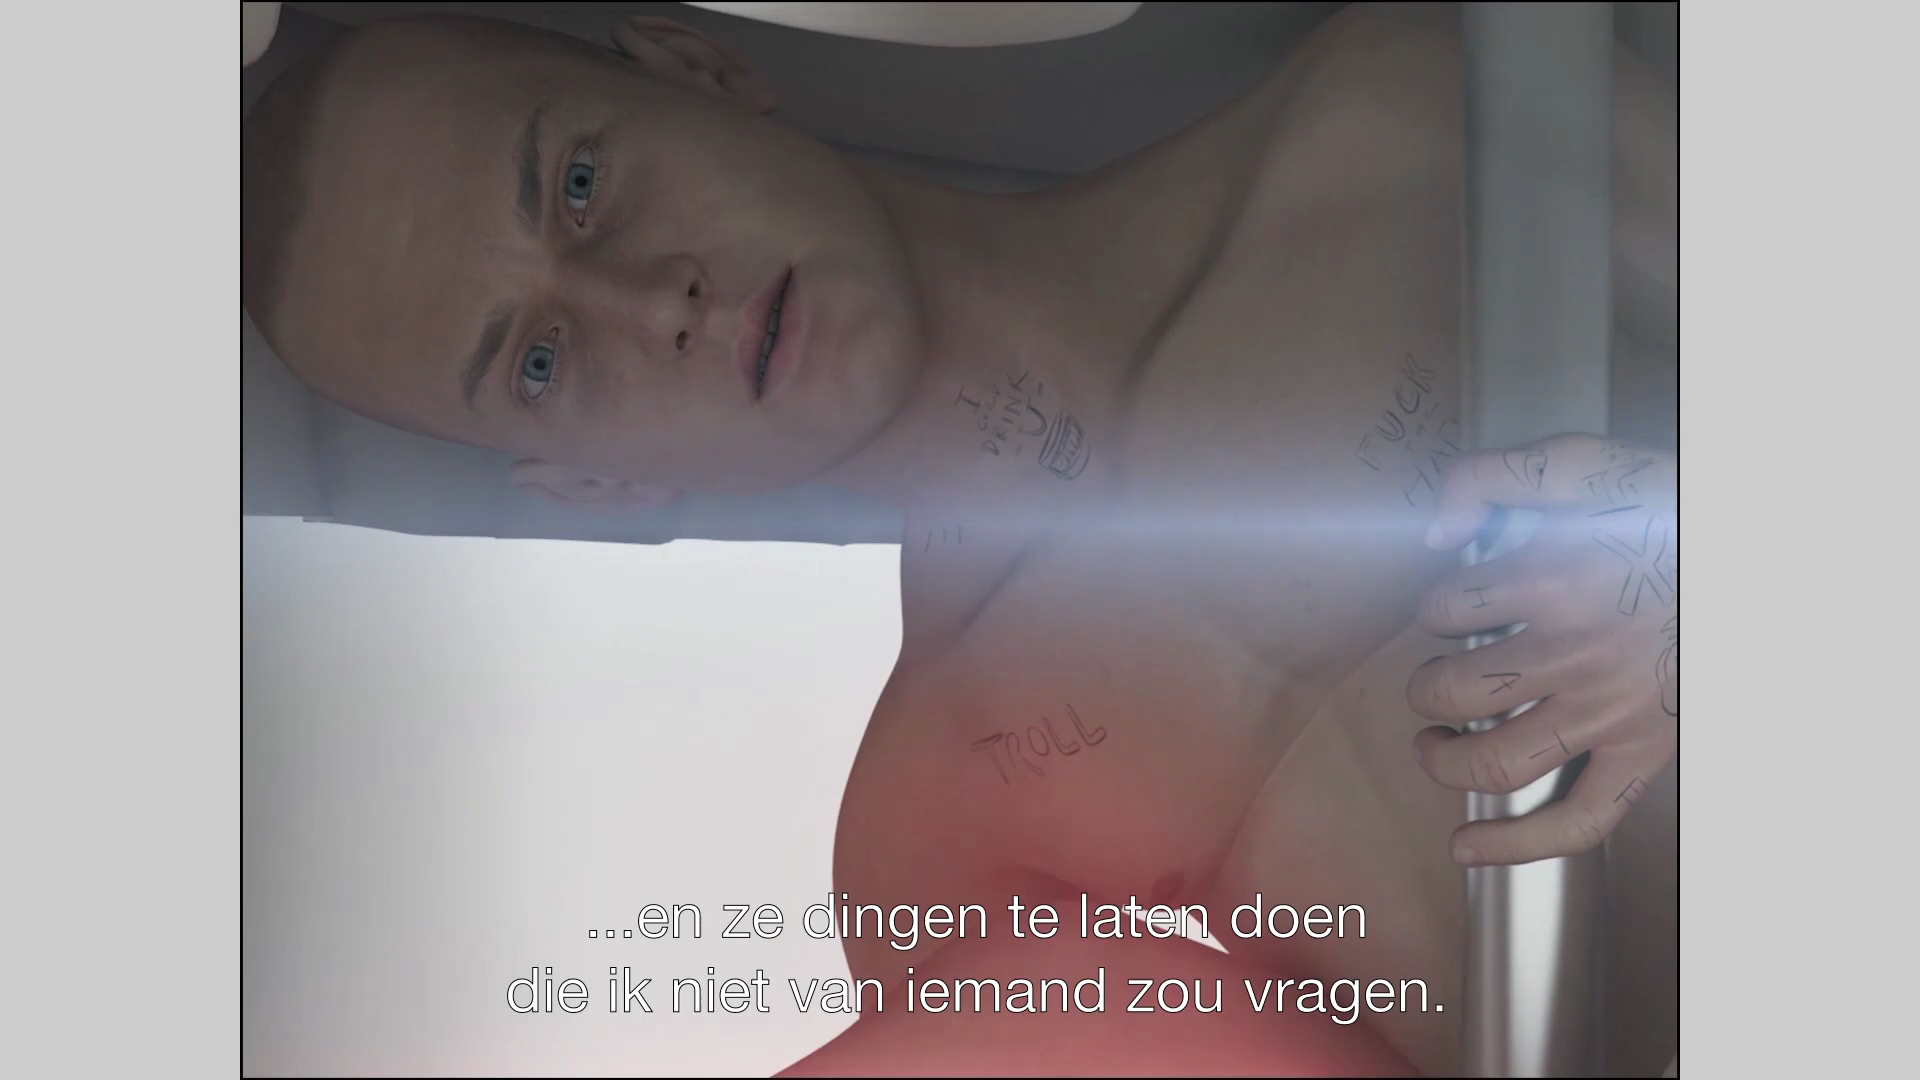 I
DRINK
U
FUCK
TROLL
H
A
T
E
...en ze dingen te laten doen
die ik niet van iemand zou vragen.